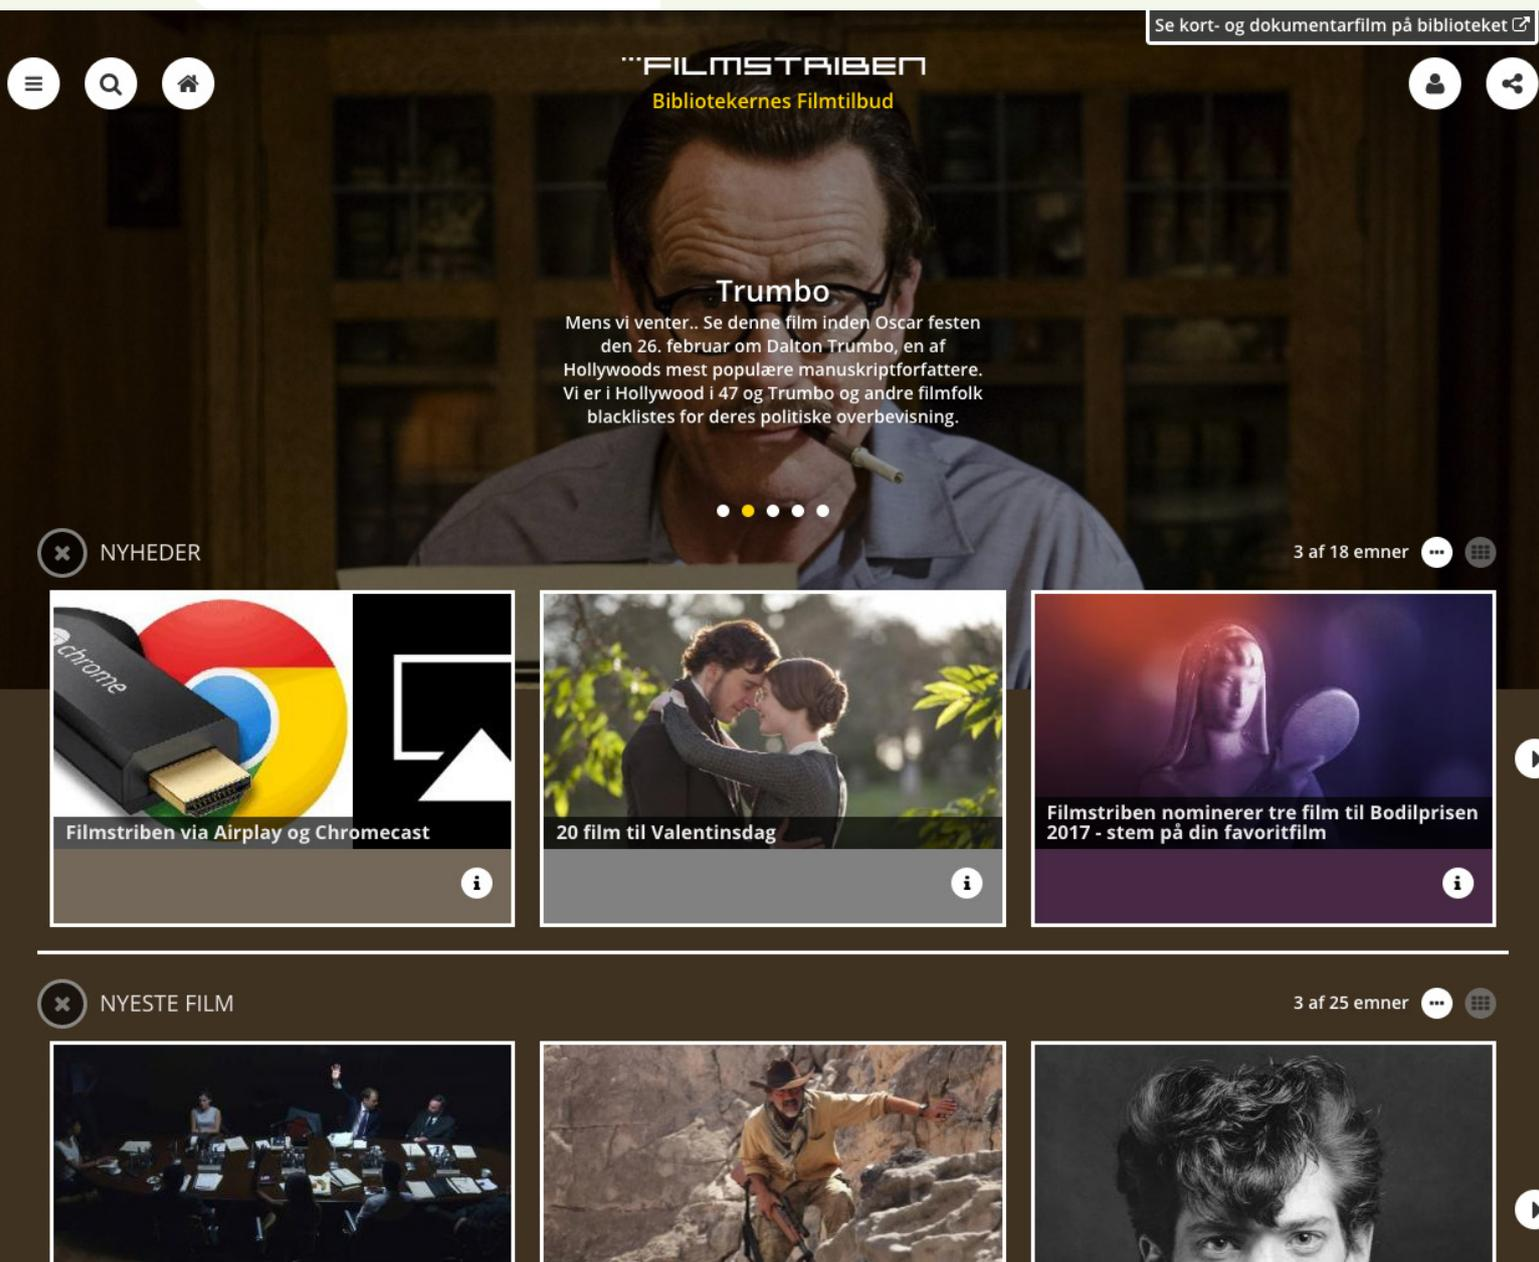 Se kort- og dokumentarfilm på biblioteket
FILMSTRIBEN
Bibliotekernes Filmtilbud
Trumbo
Mens vi venter.. Se denne film inden Oscar festen
den 26. februar om Dalton Trumbo, en af
Hollywoods mest populære manuskriptforfattere.
Vi er i Hollywood i 47 og Trumbo og andre filmfolk
blacklistes for deres politiske overbevisning.
NYHEDER
3 af 18 emner
chrome
Filmstriben via Airplay og Chromecast
20 film til Valentinsdag
Filmstriben nominerer tre film til Bodilprisen
2017 - stem på din favoritfilm
NYESTE FILM
3 af 25 emner